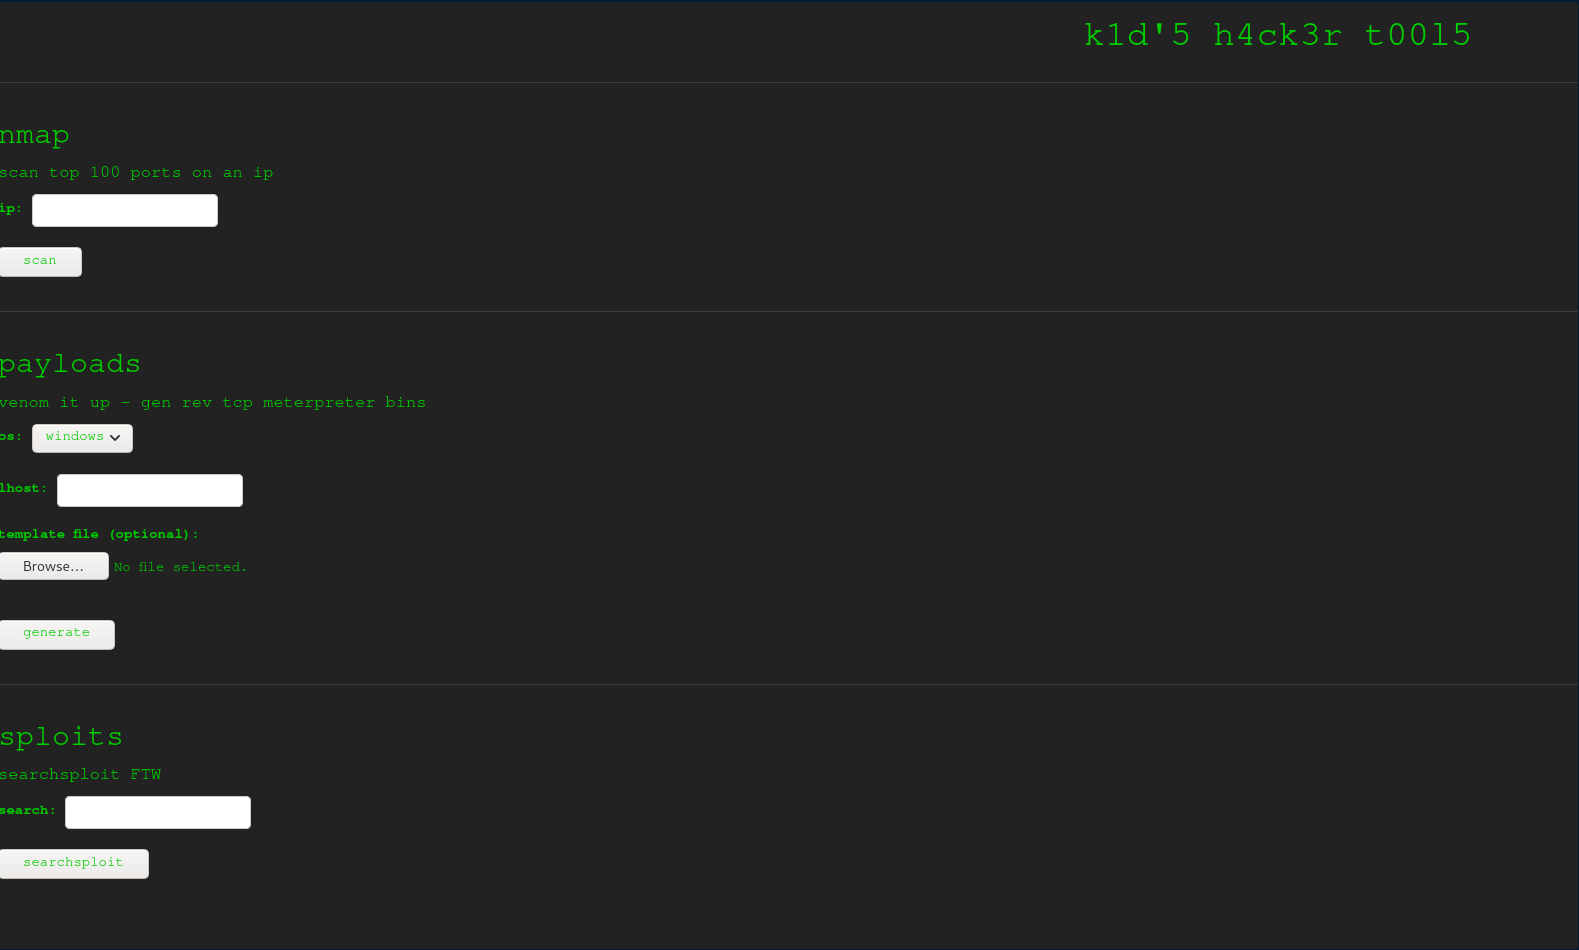 k1d'5 h4ck3r t00l5
nmap
scan top 100 ports on an ip
ip:
scan
payloads
venom it up - gen rev tcp meterpreter bins
os: windows
lhost:
template file (optional):
Browse... No file selected.
generate
sploits
searchsploit FTW
search:
searchsploit